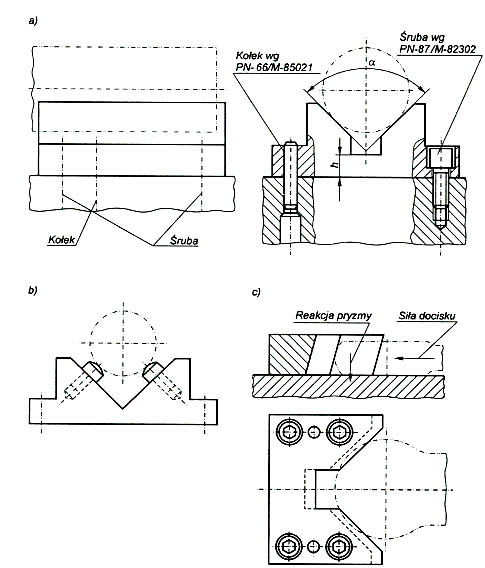 a)
Kołek wg
PN-66/M-85021
Śruba wg
PN-87/M-82302
α
h
Kołek
Śruba
b)
c)
Reakcja pryzmy
Siła docisku